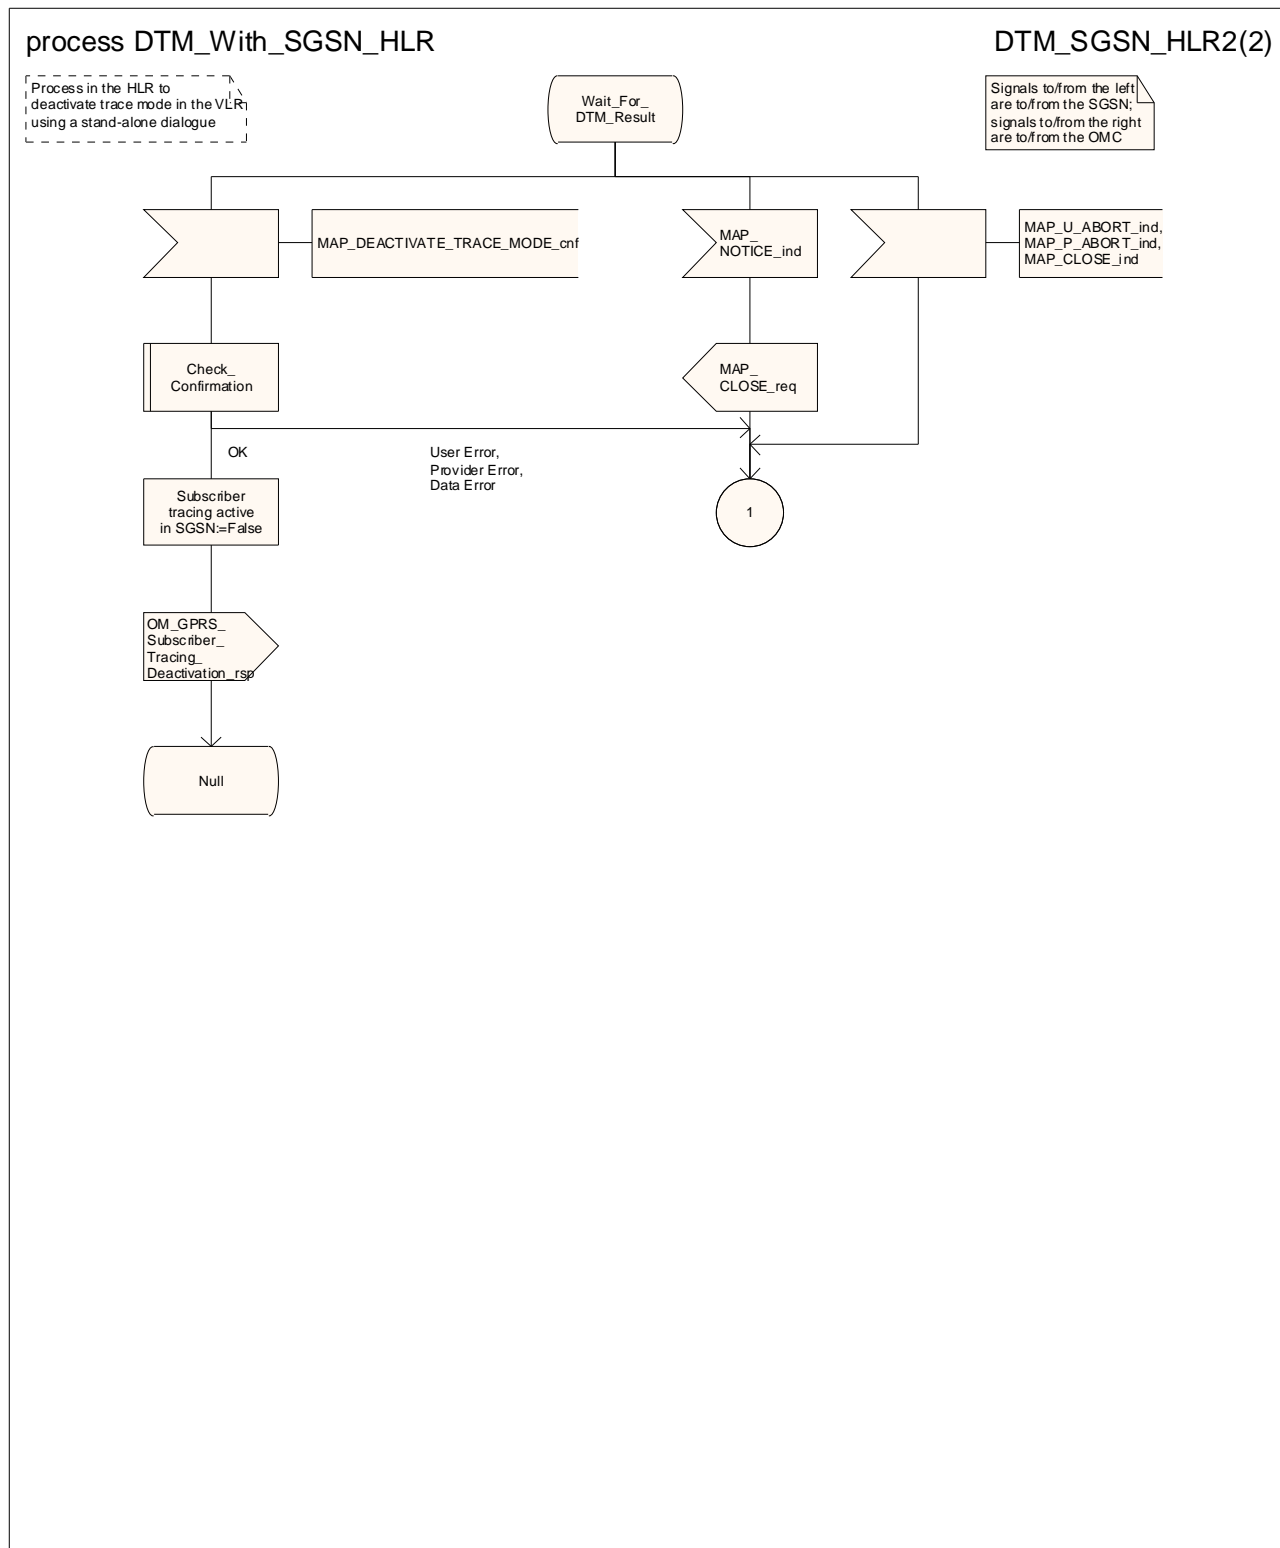 process DTM_With_SGSN_HLR
DTM_SGSN_HLR2(2)
Process in the HLR to
deactivate trace mode in the VLR
using a stand-alone dialogue
Wait_For_
DTM_Result
Signals to/from the left
are to/from the SGSN;
signals to/from the right
are to/from the OMC
MAP_DEACTIVATE_TRACE_MODE_cnf
MAP_
NOTICE_ind
MAP_U_ABORT_ind,
MAP_P_ABORT_ind,
MAP_CLOSE_ind
Check_
Confirmation
MAP_
CLOSE_req
OK
User Error,
Provider Error,
Data Error
Subscriber
tracing active
in SGSN:=False
1
OM_GPRS_
Subscriber_
Tracing_
Deactivation_rsp
Null